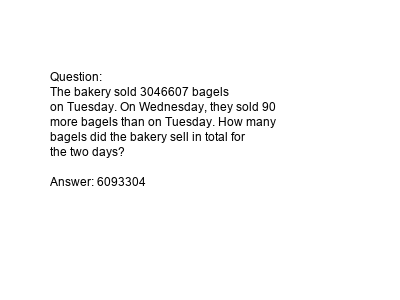 Question:
The bakery sold 3046607 bagels
on Tuesday. On Wednesday, they sold 90
more bagels than on Tuesday. How many
bagels did the bakery sell in total for
the two days?
Answer: 6093304